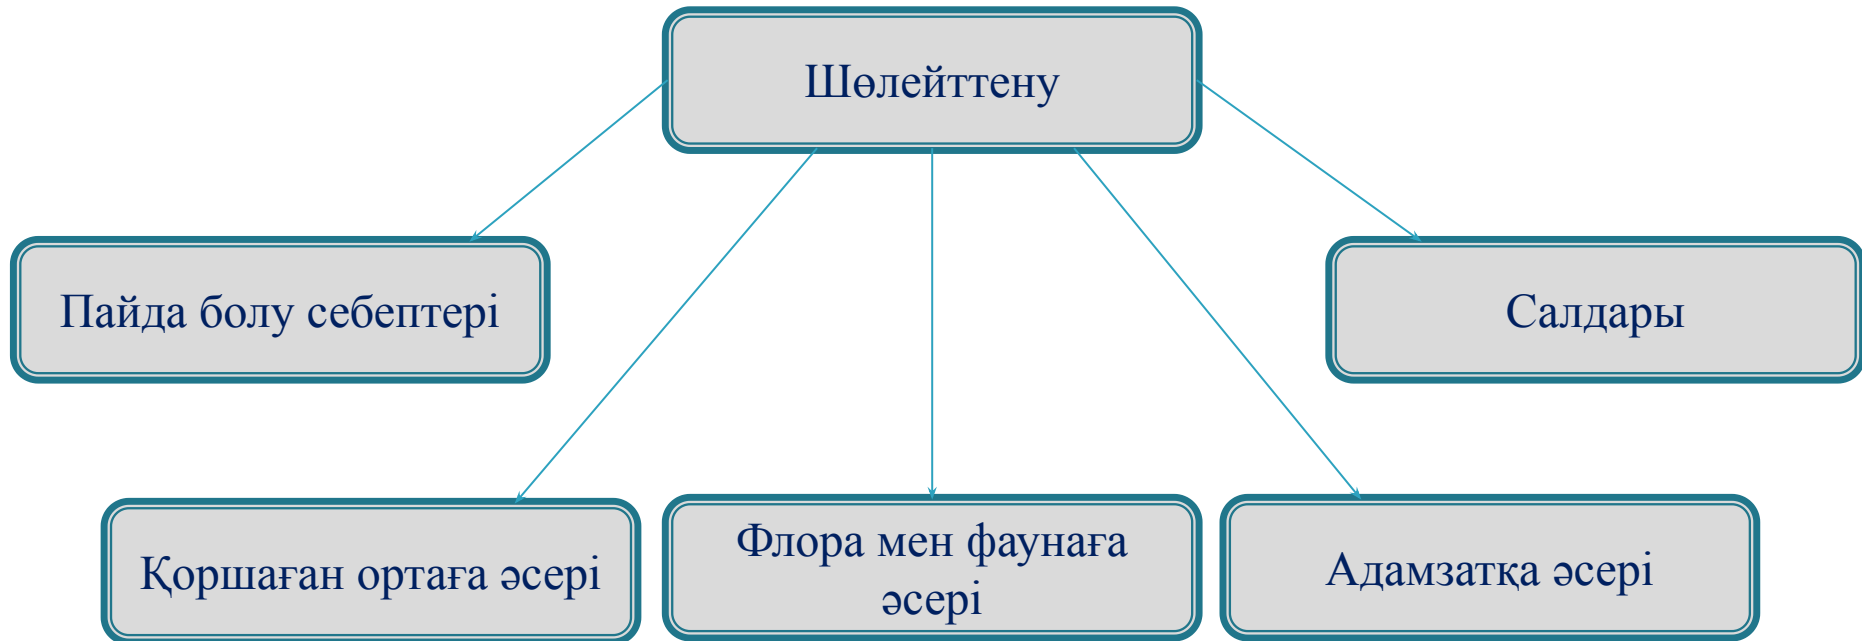 Шөлейттену
Пайда болу себептері
Салдары
Қоршаған ортаға әсері
Флора мен фаунаға
әсері
Адамзатқа әсері